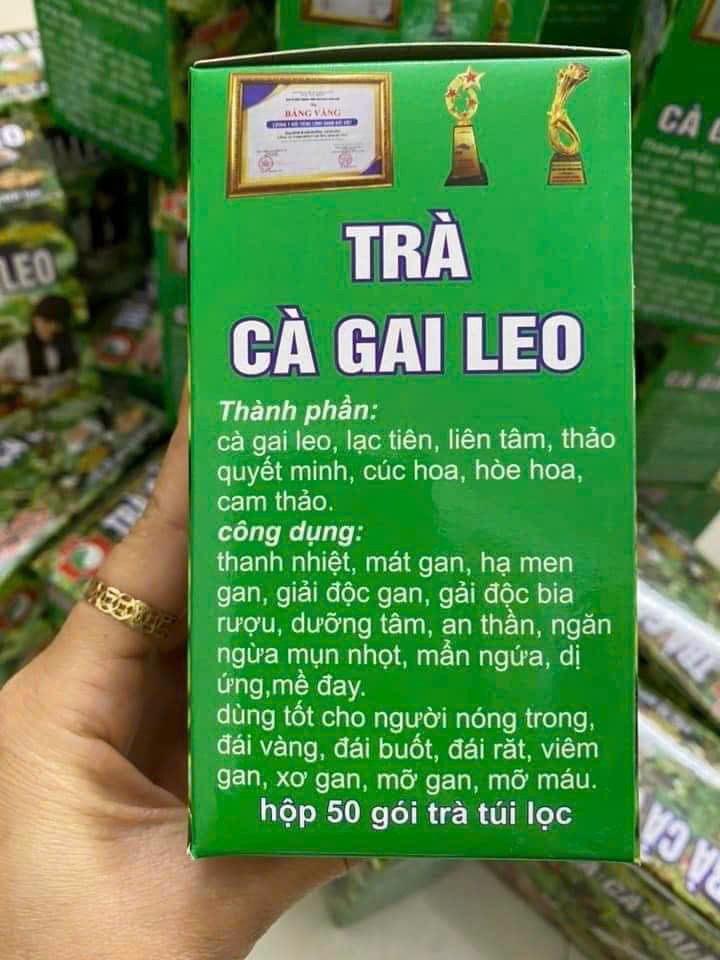 BẢNG VÀNG
TRÀ
CÀ GAI LEO
Thành phần:
cà gai leo, lạc tiên, liên tâm, thảo
quyết minh, cúc hoa, hòe hoa,
cam thảo.
công dụng:
thanh nhiệt, mát gan, hạ men
gan, giải độc gan, gải độc bia
rượu, dưỡng tâm, an thần, ngăn
ngừa mụn nhọt, mẩn ngứa, dị
ứng,mề đay.
dùng tốt cho người nóng trong,
đái vàng, đái buốt, đái răt, viêm
gan, xơ gan, mỡ gan, mỡ máu.
hộp 50 gói trà túi lọc
LEO